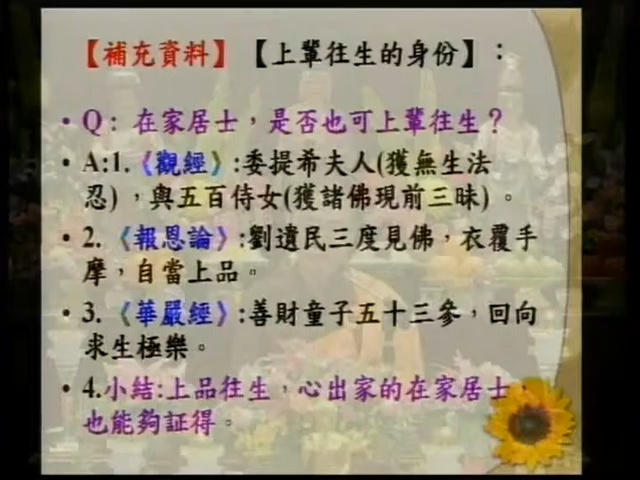 【補充資料】【上輩往生的身份】：
• Q：在家居士，是否也可上輩往生？
• A:1.《觀經》:委提希夫人(獲無生法
忍)，與五百侍女(獲諸佛現前三昧)。
• 2.《報恩論》:劉遺民三度見佛，衣覆手
摩，自當上品。
• 3.《華嚴經》:善財童子五十三參，回向
求生極樂。
• 4.小結:上品往生，心出家的在家居士，
也能夠証得。